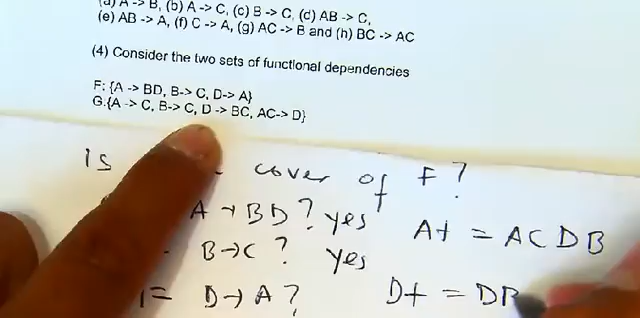 (a) A -> B, (b) A -> C, (c) B -> C, (d) AB -> C,
(e) AB -> A, (f) C -> A, (g) AC -> B and (h) BC -> AC
(4) Consider the two sets of functional dependencies
F: {A -> BD, B-> C, D-> A}
G:{A -> C, B-> C, D -> BC, AC-> D}
Is cover of F?
A → BD? yes A+ = ACDB
B→C? yes
⊨ D→A? D+ = DB